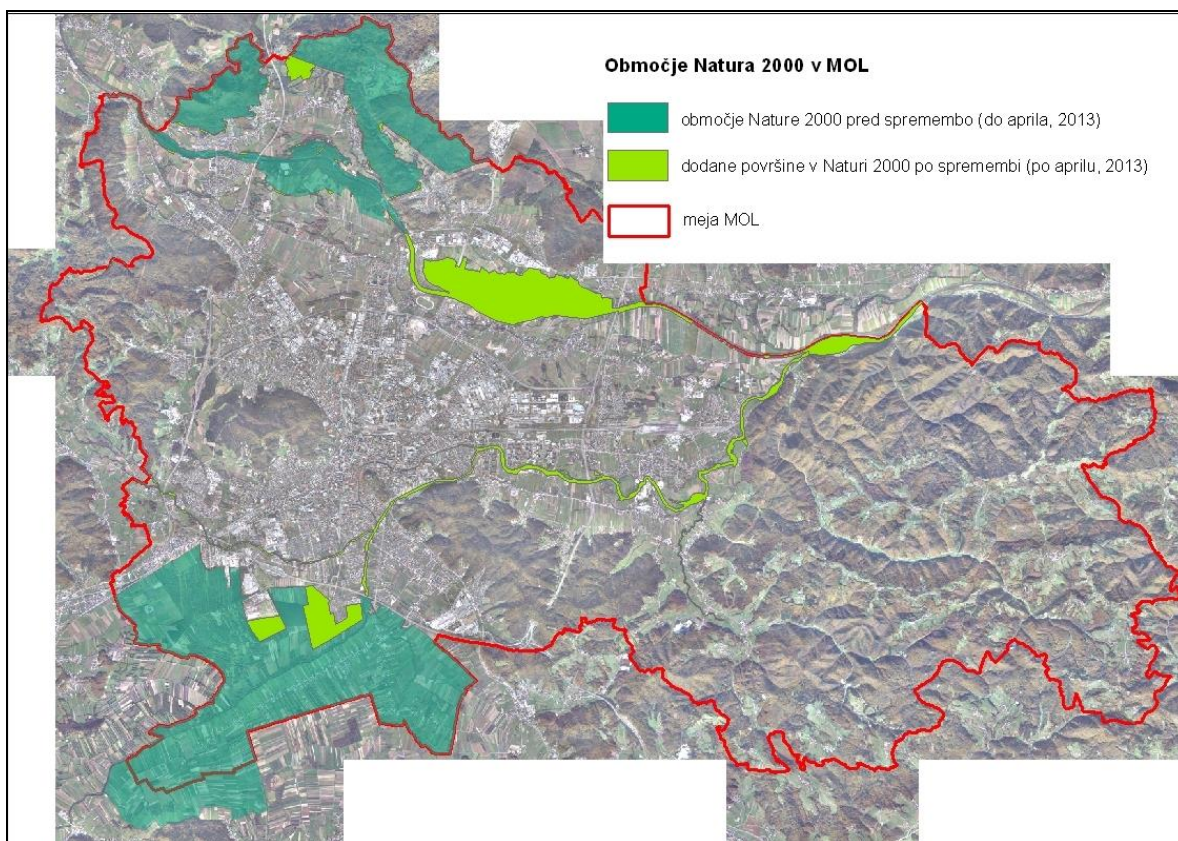 Območje Natura 2000 v MOL
območje Nature 2000 pred spremembo (do aprila, 2013)
dodane površine v Naturi 2000 po spremembi (po aprilu, 2013)
meja MOL